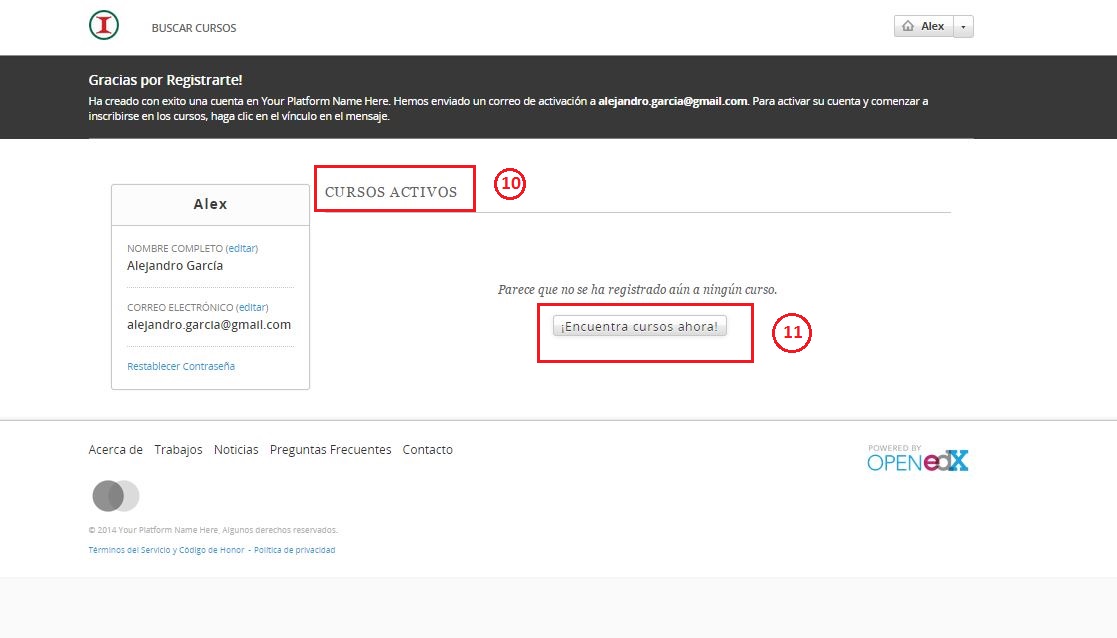 I
BUSCAR CURSOS
Alex
Gracias por Registrarte!
Ha creado con exito una cuenta en Your Platform Name Here. Hemos enviado un correo de activación a alejandro.garcia@gmail.com. Para activar su cuenta y comenzar a
inscribirse en los cursos, haga clic en el vínculo en el mensaje.
CURSOS ACTIVOS
10
Alex
NOMBRE COMPLETO (editar)
Alejandro García
CORREO ELECTRÓNICO (editar)
alejandro.garcia@gmail.com
Restablecer Contraseña
Parece que no se ha registrado aún a ningún curso.
¡Encuentra cursos ahora!
11
Acerca de Trabajos Noticias Preguntas Frecuentes Contacto
POWERED BY
OPEN edX
© 2014 Your Platform Name Here, Algunos derechos reservados.
Términos del Servicio y Código de Honor - Política de privacidad